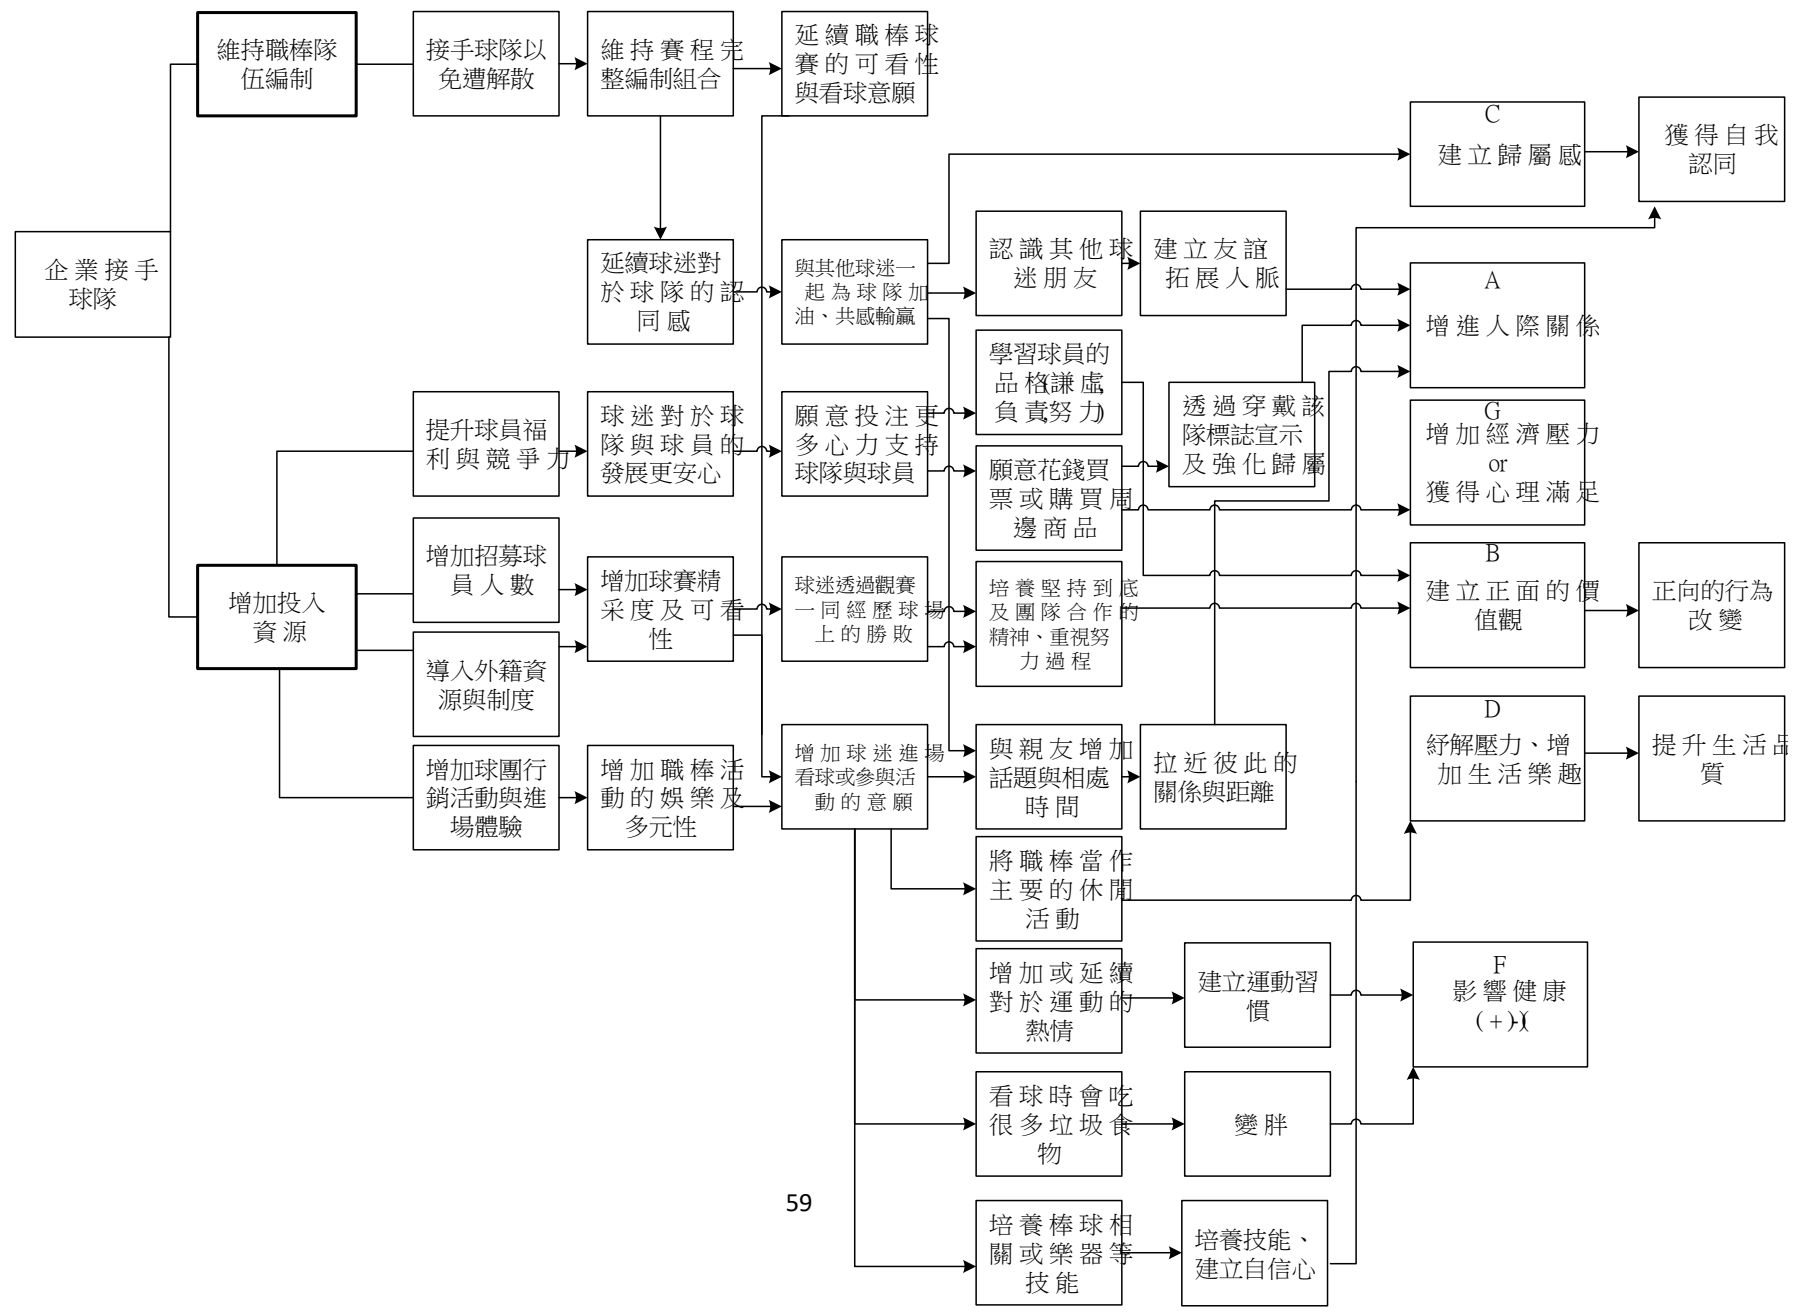 維持職棒隊
伍編制
接手球隊以
免遭解散
維持賽程完
整編制組合
延續職棒球
賽的可看性
與看球意願
C
建立歸屬感
獲得自我
認同
企業接手
球隊
延續球迷對
於球隊的認
同感
與其他球迷一
起為球隊加
油、共感輸贏
認識其他球
迷朋友
建立友誼
拓展人脈
A
增進人際關係
提升球員福
利與競爭力
球迷對於球
隊與球員的
發展更安心
願意投注更
多心力支持
球隊與球員
學習球員的
品格(謙虛,
負責,努力)
願意花錢買
票或購買周
邊商品
透過穿戴該
隊標誌宣示
及強化歸屬
G
增加經濟壓力
or
獲得心理滿足
增加投入
資源
增加招募球
員人數
導入外籍資
源與制度
增加球賽精
采度及可看
性
球迷透過觀賽
一同經歷球場
上的勝敗
培養堅持到底
及團隊合作的
精神、重視努
力過程
B
建立正面的價
值觀
正向的行為
改變
增加球團行
銷活動與進
場體驗
增加職棒活
動的娛樂及
多元性
增加球迷進場
看球或參與活
動的意願
與親友增加
話題與相處
時間
拉近彼此的
關係與距離
D
紓解壓力、增
加生活樂趣
提升生活品
質
將職棒當作
主要的休閒
活動
增加或延續
對於運動的
熱情
建立運動習
慣
F
影響健康
(+)(-)
看球時會吃
很多垃圾食
物
變胖
培養棒球相
關或樂器等
技能
培養技能、
建立自信心
59